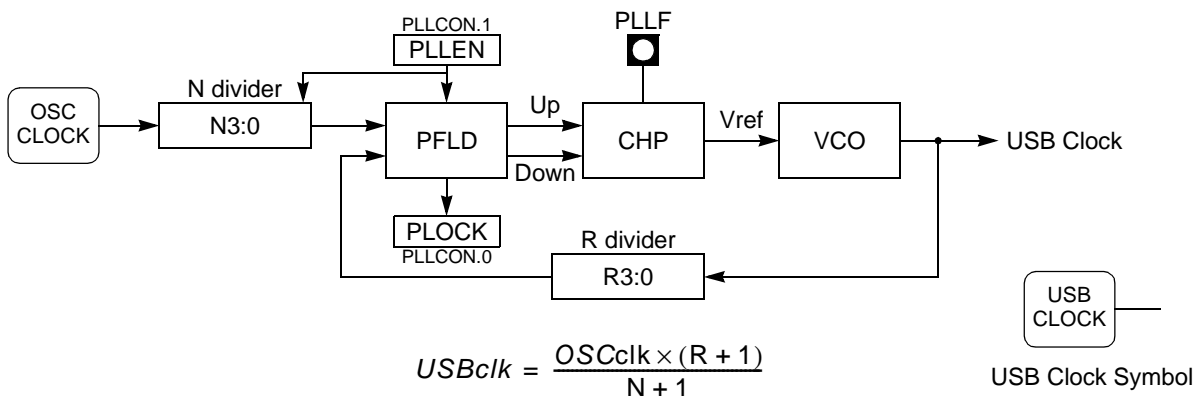 PLLCON.1
PLLEN
PLLF
OSC
CLOCK
N divider
N3:0
PFLD
Up
Down
CHP
Vref
VCO
USB Clock
PLOCK
PLLCON.0
R divider
R3:0
USB
CLOCK
USB Clock Symbol
USBclk = OSCclk × (R + 1)
N + 1